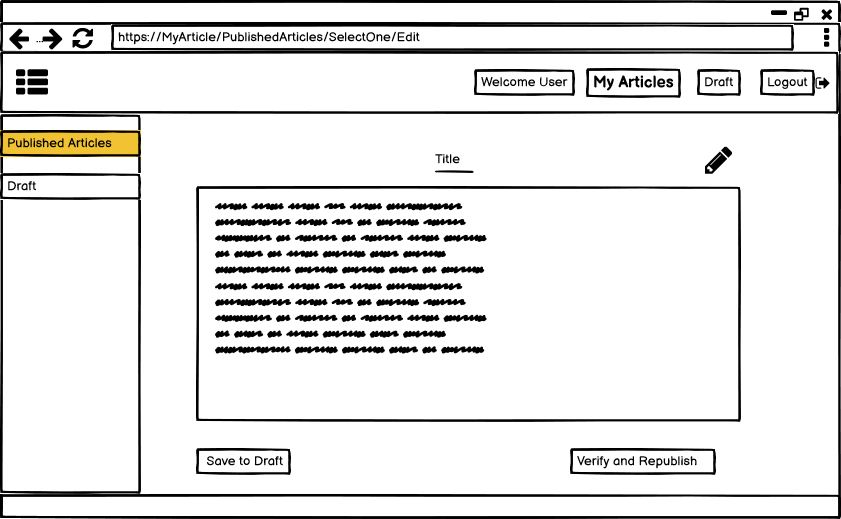 https://MyArticle/PublishedArticles/SelectOne/Edit
Welcome User
My Articles
Draft
Logout
Published Articles
Draft
Title
Save to Draft
Verify and Republish